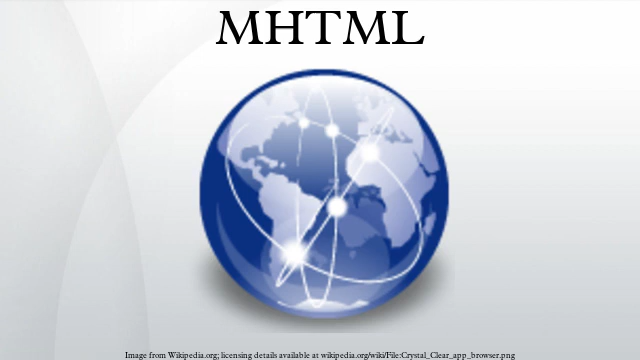 MHTML
Image from Wikipedia.org; licensing details available at wikipedia.org/wiki/File:Crystal_Clear_app_browser.png